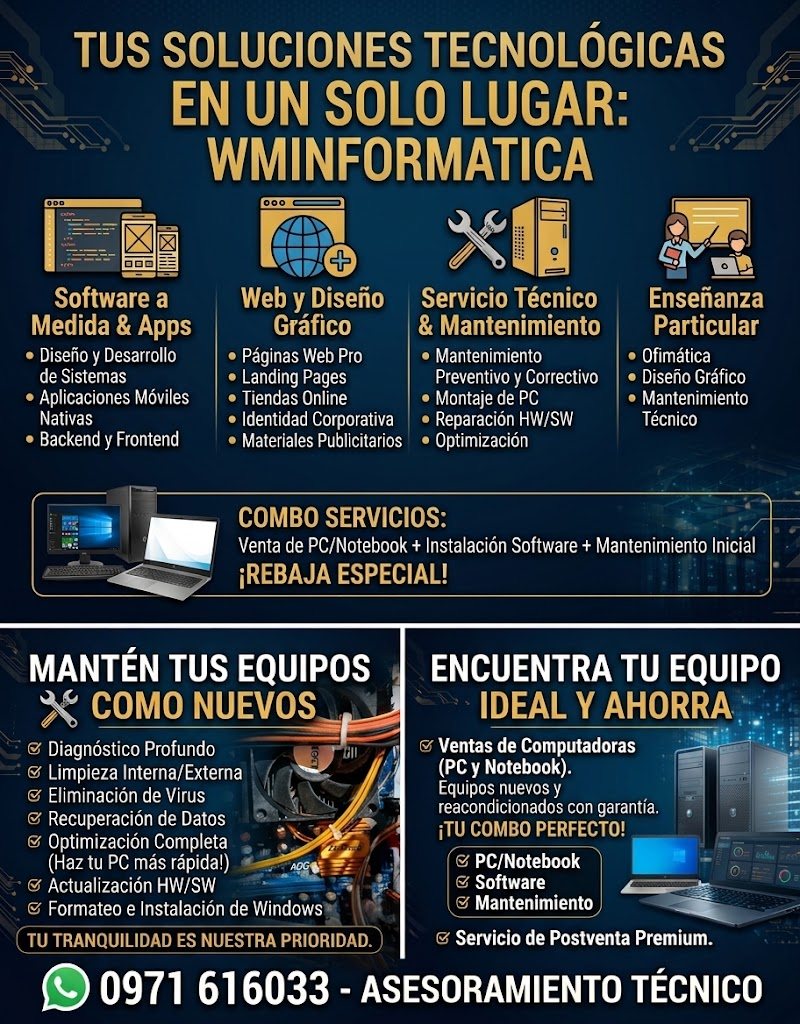 TUS SOLUCIONES TECNOLÓGICAS
EN UN SOLO LUGAR:
WMINFORMATICA
Software a
Medida & Apps
• Diseño y Desarrollo
de Sistemas
• Aplicaciones Móviles
Nativas
• Backend y Frontend
Web y Diseño
Gráfico
• Páginas Web Pro
• Landing Pages
• Tiendas Online
• Identidad Corporativa
• Materiales Publicitarios
Servicio Técnico
& Mantenimiento
• Mantenimiento
Preventivo y Correctivo
• Montaje de PC
• Reparación HW/SW
• Optimización
Enseñanza
Particular
• Ofimática
• Diseño Gráfico
• Mantenimiento
Técnico
COMBO SERVICIOS:
Venta de PC/Notebook + Instalación Software + Mantenimiento Inicial
¡REBAJA ESPECIAL!
MANTÉN TUS EQUIPOS
COMO NUEVOS
Diagnóstico Profundo
Limpieza Interna/Externa
Eliminación de Virus
Recuperación de Datos
Optimización Completa
(Haz tu PC más rápida!)
Actualización HW/SW
Formateo e Instalación de Windows
TU TRANQUILIDAD ES NUESTRA PRIORIDAD.
ENCUENTRA TU EQUIPO
IDEAL Y AHORRA
Ventas de Computadoras
(PC y Notebook).
Equipos nuevos y
reacondicionados con garantía.
¡TU COMBO PERFECTO!
PC/Notebook
Software
Mantenimiento
Servicio de Postventa Premium.
0971 616033 - ASESORAMIENTO TÉCNICO